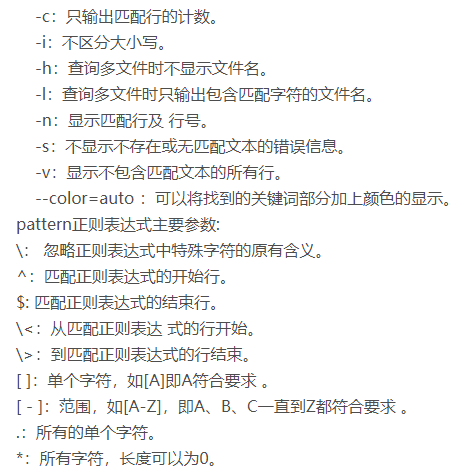 -c：只输出匹配行的计数。
-i：不区分大小写。
-h：查询多文件时不显示文件名。
-l：查询多文件时只输出包含匹配字符的文件名。
-n：显示匹配行及 行号。
-s：不显示不存在或无匹配文本的错误信息。
-v：显示不包含匹配文本的所有行。
--color=auto ：可以将找到的关键词部分加上颜色的显示。
pattern正则表达式主要参数:
\： 忽略正则表达式中特殊字符的原有含义。
^：匹配正则表达式的开始行。
$: 匹配正则表达式的结束行。
\<：从匹配正则表达 式的行开始。
\>：到匹配正则表达式的行结束。
[ ]：单个字符，如[A]即A符合要求 。
[ - ]：范围，如[A-Z]，即A、B、C一直到Z都符合要求 。
.：所有的单个字符。
*：所有字符，长度可以为0。